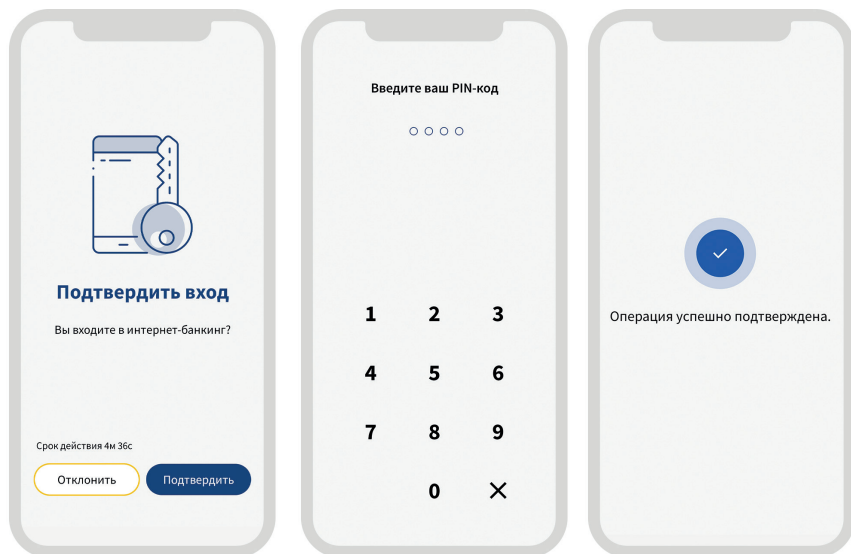 Подтвердить вход
Вы входите в интернет-банкинг?
Срок действия 4м 36с
Отклонить
Подтвердить
Введите ваш PIN-код
1 2 3
4 5 6
7 8 9
0
Операция успешно подтверждена.